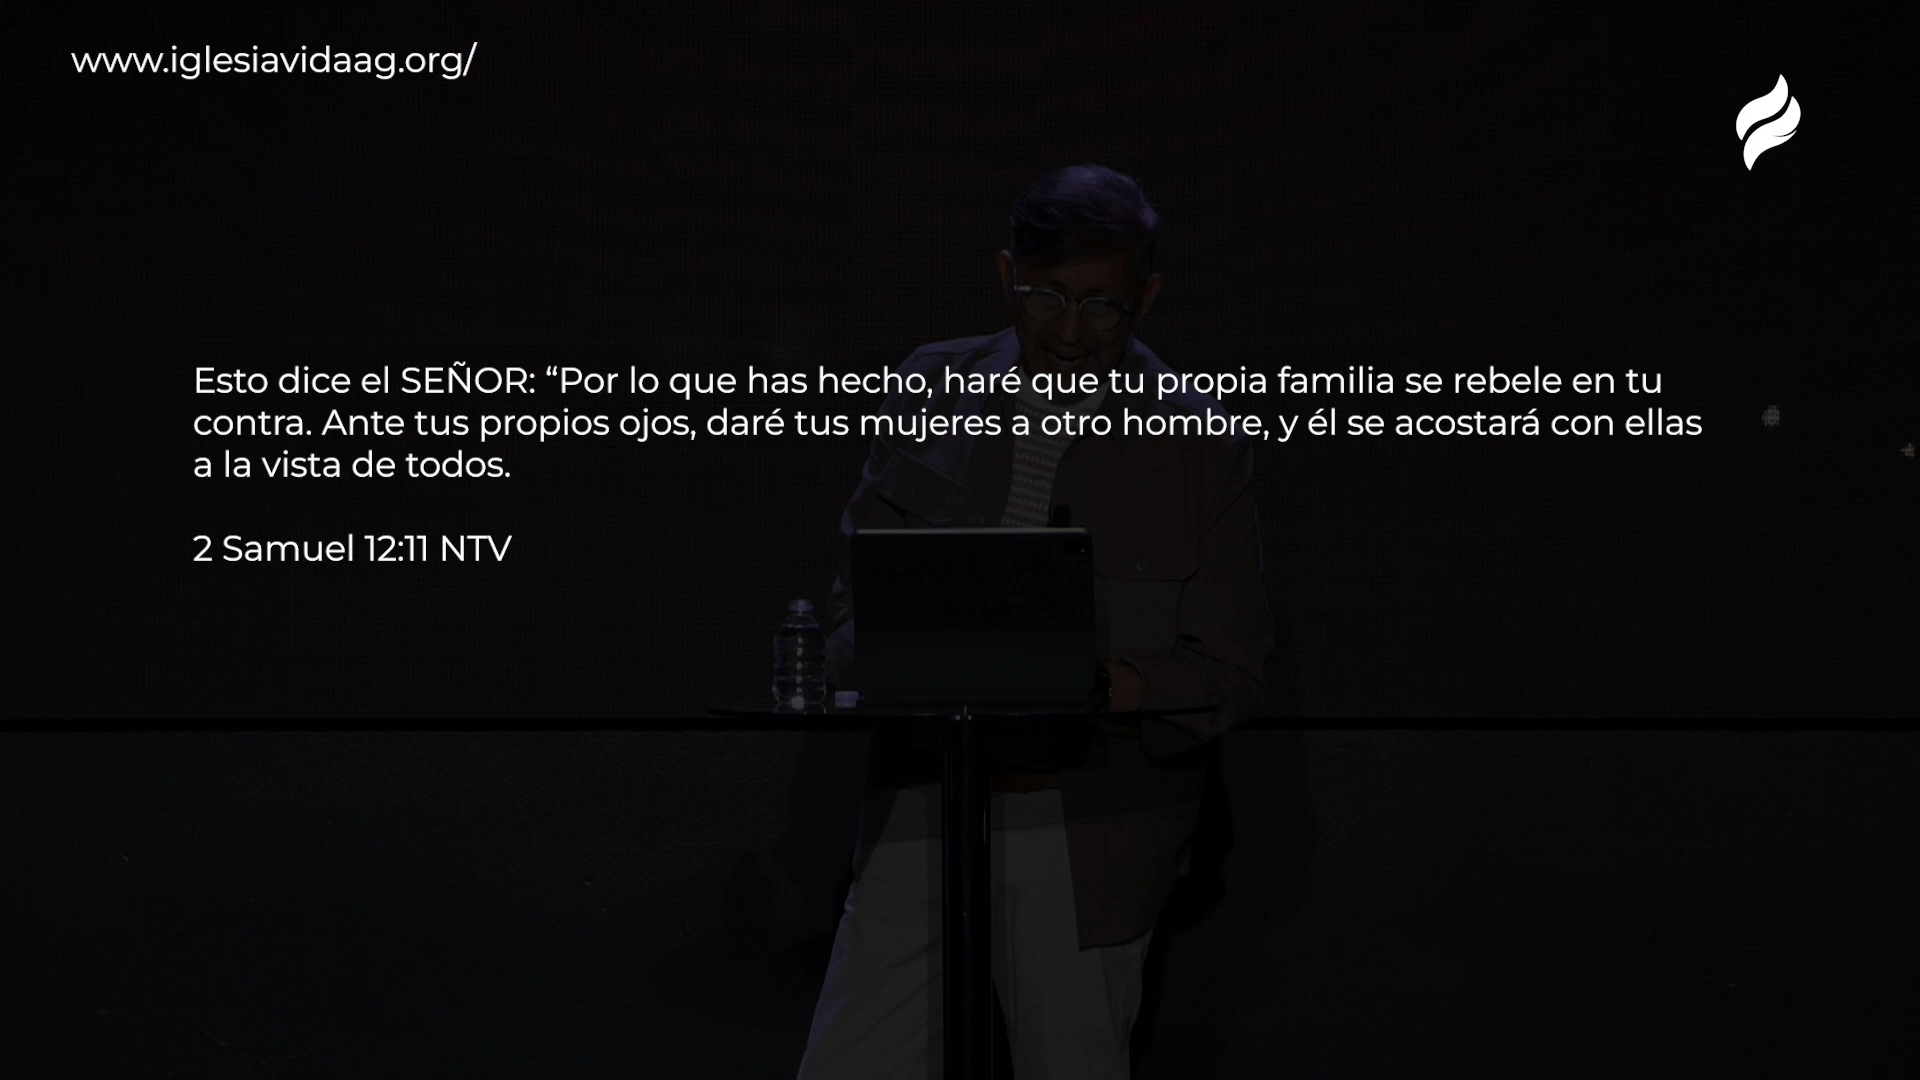 www.iglesiavidaag.org/
Esto dice el SEÑOR: “Por lo que has hecho, haré que tu propia familia se rebele en tu
contra. Ante tus propios ojos, daré tus mujeres a otro hombre, y él se acostará con ellas
a la vista de todos.
2 Samuel 12:11 NTV